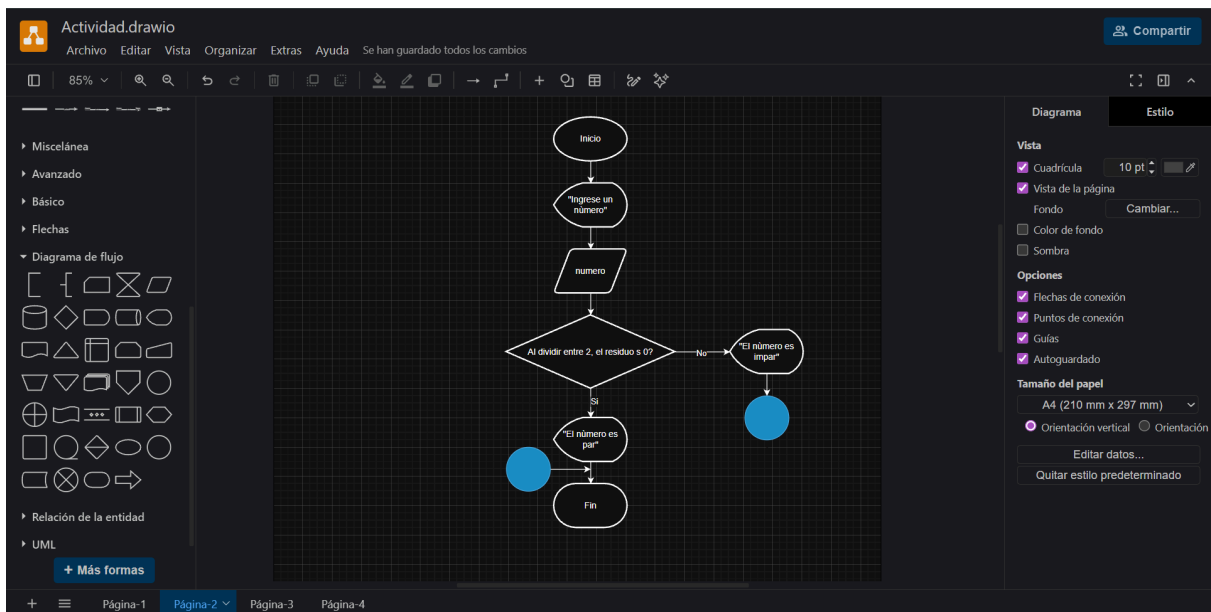 Actividad.drawio
Archivo Editar Vista Organizar Extras Ayuda Se han guardado todos los cambios
Compartir
85%
Miscelánea
Avanzado
Básico
Flechas
Diagrama de flujo
Relación de la entidad
UML
+ Más formas
Inicio
"Ingrese un
nùmero"
numero
Al dividir entre 2, el residuo s 0?
No
"El nùmero es
impar"
Si
"El nùmero es
par"
Fin
Diagrama Estilo
Vista
Cuadrícula 10 pt
Vista de la página
Fondo Cambiar...
Color de fondo
Sombra
Opciones
Flechas de conexión
Puntos de conexión
Guías
Autoguardado
Tamaño del papel
A4 (210 mm x 297 mm)
Orientación vertical Orientación
Editar datos...
Quitar estilo predeterminado
Página-1 Página-2 Página-3 Página-4